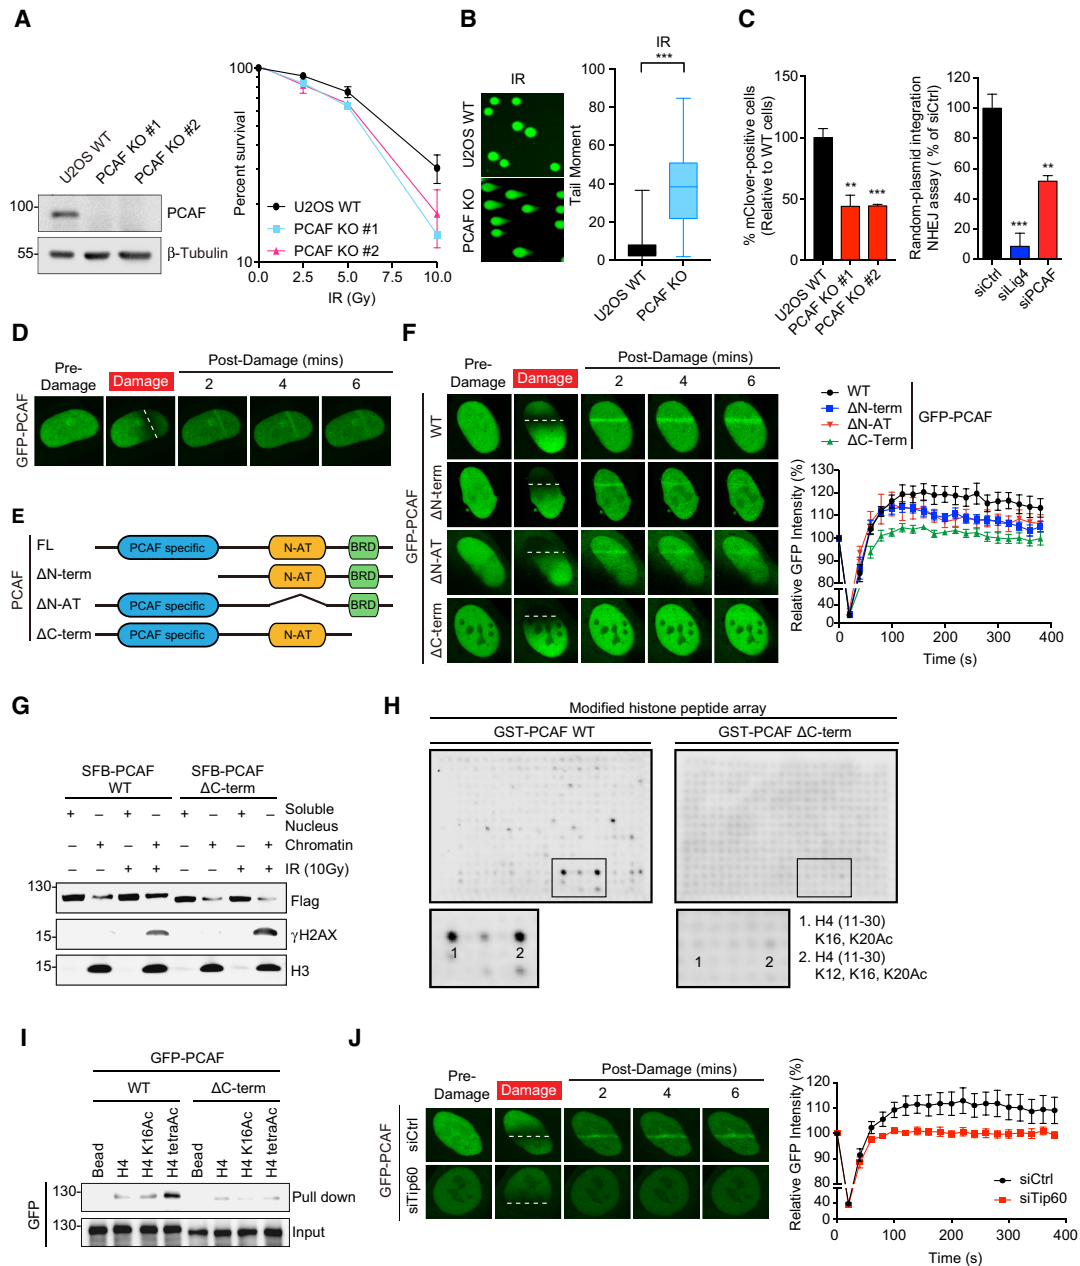 A
U2OS WT
PCAF KO #1
PCAF KO #2
100
55
PCAF
β-Tubulin
Percent survival
100
10
U2OS WT
PCAF KO #1
PCAF KO #2
0.0 2.5 5.0 7.5 10.0
IR (Gy)
B
IR
U2OS WT
PCAF KO
IR
***
Tail Moment
100
80
60
40
20
0
U2OS WT
PCAF KO
C
% mClover-positive cells
(Relative to WT cells)
150
100
50
0
** ***
U2OS WT
PCAF KO #1
PCAF KO #2
Random-plasmid integration
NHEJ assay ( % of siCtrl)
120
100
80
60
40
20
0
***
**
siCtrl
siLig4
siPCAF
D
Pre-
Damage
Damage
Post-Damage (mins)
2 4 6
GFP-PCAF
E
PCAF
FL
PCAF specific N-AT BRD
ΔN-term
N-AT BRD
ΔN-AT
PCAF specific BRD
ΔC-term
PCAF specific N-AT
F
Pre-
Damage
Damage
Post-Damage (mins)
2 4 6
GFP-PCAF
WT
ΔN-term
ΔN-AT
ΔC-term
WT
ΔN-term
ΔN-AT
ΔC-Term
GFP-PCAF
Relative GFP Intensity (%)
130
120
110
100
90
80
40
0
0 100 200 300 400
Time (s)
G
SFB-PCAF
WT
SFB-PCAF
ΔC-term
+ – + – + – + – Soluble
Nucleus
– + – + – + – + Chromatin
– – + + – – + + IR (10Gy)
130
Flag
15
γH2AX
15
H3
H
Modified histone peptide array
GST-PCAF WT
GST-PCAF ΔC-term
1 2
1 2
1. H4 (11-30)
K16, K20Ac
2. H4 (11-30)
K12, K16, K20Ac
I
GFP-PCAF
WT ΔC-term
Bead
H4
H4 K16Ac
H4 tetraAc
Bead
H4
H4 K16Ac
H4 tetraAc
GFP
130
Pull down
130
Input
J
Pre-
Damage
Damage
Post-Damage (mins)
2 4 6
GFP-PCAF
siCtrl
siTip60
Relative GFP Intensity (%)
120
110
100
90
80
40
0
siCtrl
siTip60
0 100 200 300 400
Time (s)